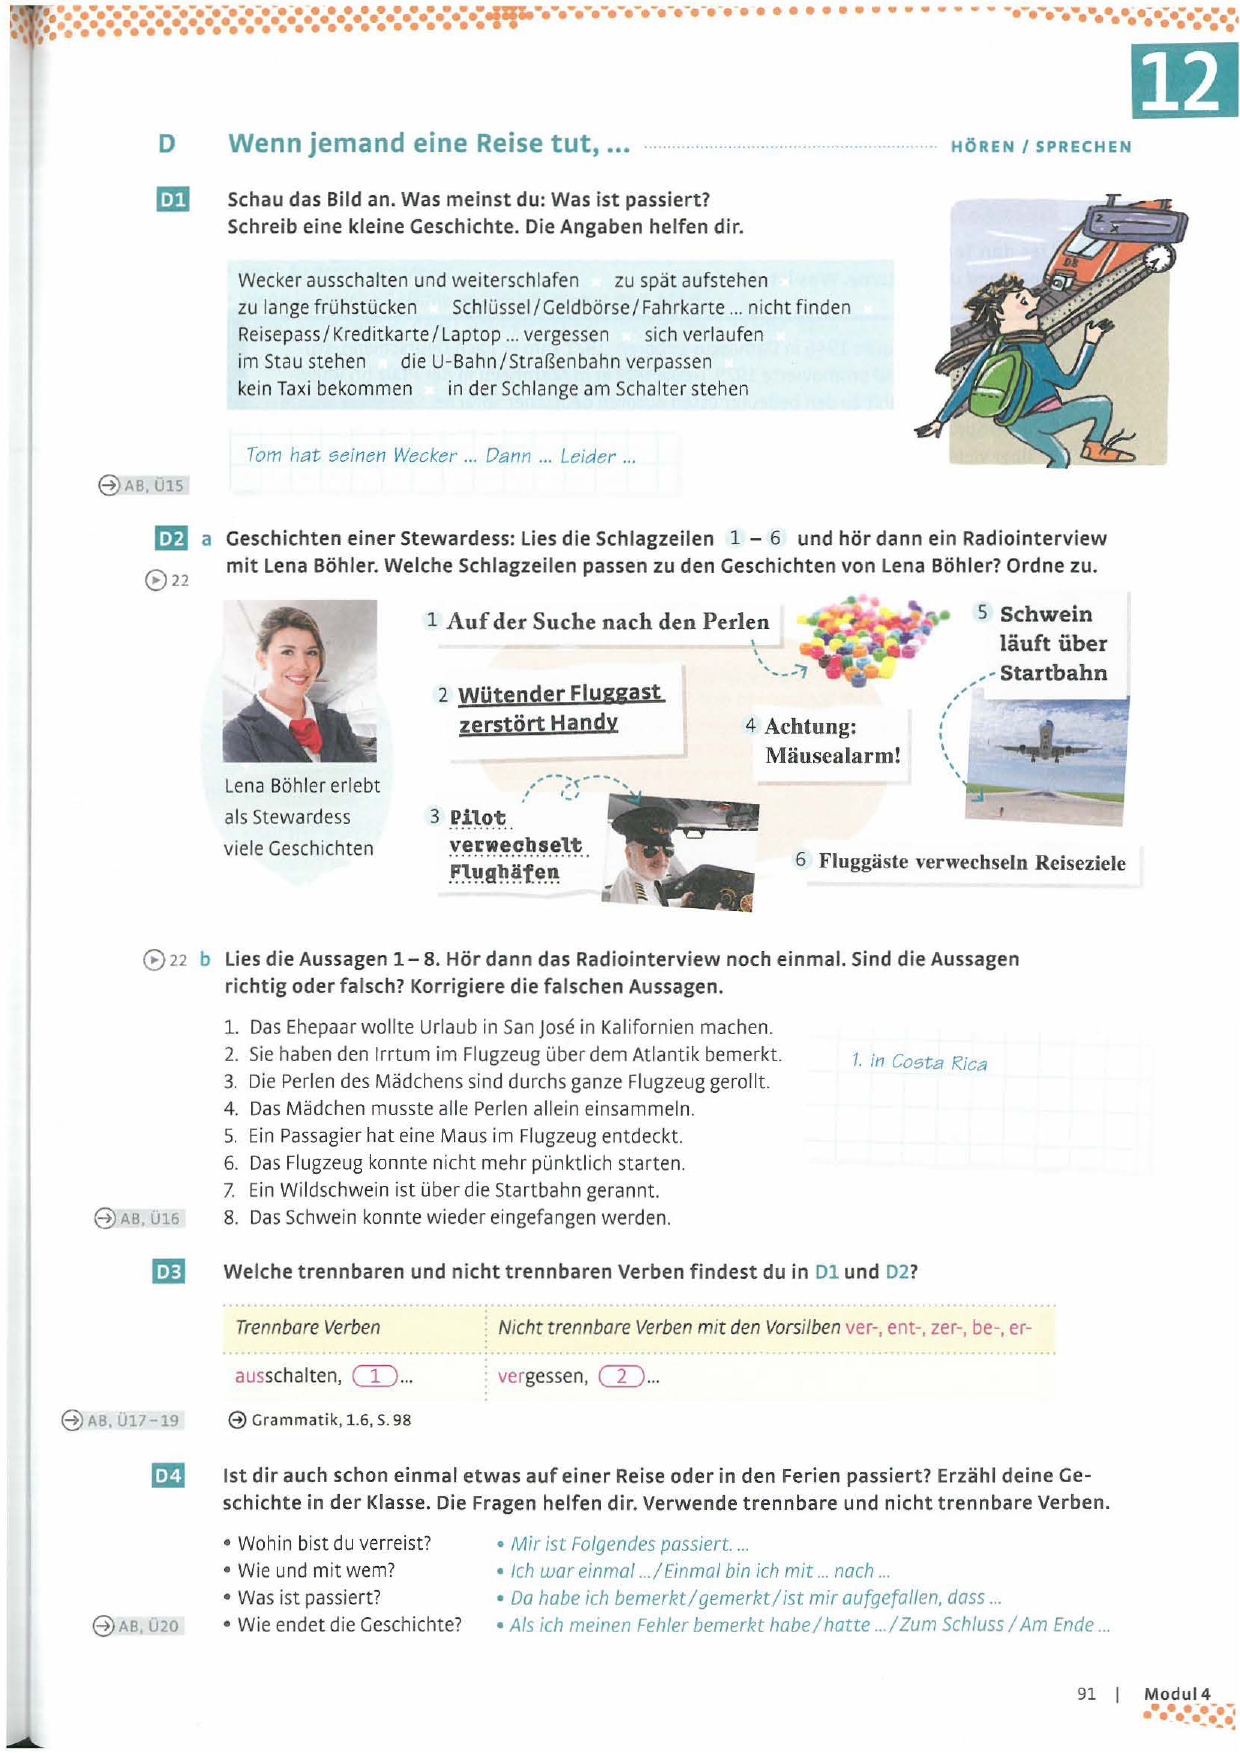 12
D Wenn jemand eine Reise tut, ... HÖREN / SPRECHEN
D1 Schau das Bild an. Was meinst du: Was ist passiert?
Schreib eine kleine Geschichte. Die Angaben helfen dir.
Wecker ausschalten und weiterschlafen zu spät aufstehen
zu lange frühstücken Schlüssel/Geldbörse/Fahrkarte ... nicht finden
Reisepass/Kreditkarte/Laptop ... vergessen sich verlaufen
im Stau stehen die U-Bahn/Straßenbahn verpassen
kein Taxi bekommen in der Schlange am Schalter stehen
Tom hat seinen Wecker ... Dann ... Leider ...
AB, Ü15
D2 a Geschichten einer Stewardess: Lies die Schlagzeilen 1 – 6 und hör dann ein Radiointerview
22 mit Lena Böhler. Welche Schlagzeilen passen zu den Geschichten von Lena Böhler? Ordne zu.
Lena Böhler erlebt
als Stewardess
viele Geschichten
1 Auf der Suche nach den Perlen
2 Wütender Fluggast
zerstört Handy
3 Pilot
verwechselt
Flughäfen
4 Achtung:
Mäusealarm!
5 Schwein
läuft über
Startbahn
6 Fluggäste verwechseln Reiseziele
22 b Lies die Aussagen 1 – 8. Hör dann das Radiointerview noch einmal. Sind die Aussagen
richtig oder falsch? Korrigiere die falschen Aussagen.
1. Das Ehepaar wollte Urlaub in San José in Kalifornien machen.
2. Sie haben den Irrtum im Flugzeug über dem Atlantik bemerkt.
3. Die Perlen des Mädchens sind durchs ganze Flugzeug gerollt.
4. Das Mädchen musste alle Perlen allein einsammeln.
5. Ein Passagier hat eine Maus im Flugzeug entdeckt.
6. Das Flugzeug konnte nicht mehr pünktlich starten.
7. Ein Wildschwein ist über die Startbahn gerannt.
8. Das Schwein konnte wieder eingefangen werden.
1. in Costa Rica
AB, Ü16
D3 Welche trennbaren und nicht trennbaren Verben findest du in D1 und D2?
Trennbare Verben Nicht trennbare Verben mit den Vorsilben ver-, ent-, zer-, be-, er-
ausschalten, 1 ... vergessen, 2 ...
AB, Ü17–19 Grammatik, 1.6, S. 98
D4 Ist dir auch schon einmal etwas auf einer Reise oder in den Ferien passiert? Erzähl deine Ge-
schichte in der Klasse. Die Fragen helfen dir. Verwende trennbare und nicht trennbare Verben.
• Wohin bist du verreist? • Mir ist Folgendes passiert. ...
• Wie und mit wem? • Ich war einmal .../Einmal bin ich mit ... nach ...
• Was ist passiert? • Da habe ich bemerkt/gemerkt/ist mir aufgefallen, dass ...
• Wie endet die Geschichte? • Als ich meinen Fehler bemerkt habe/hatte .../Zum Schluss / Am Ende ...
AB, Ü20
91 | Modul 4